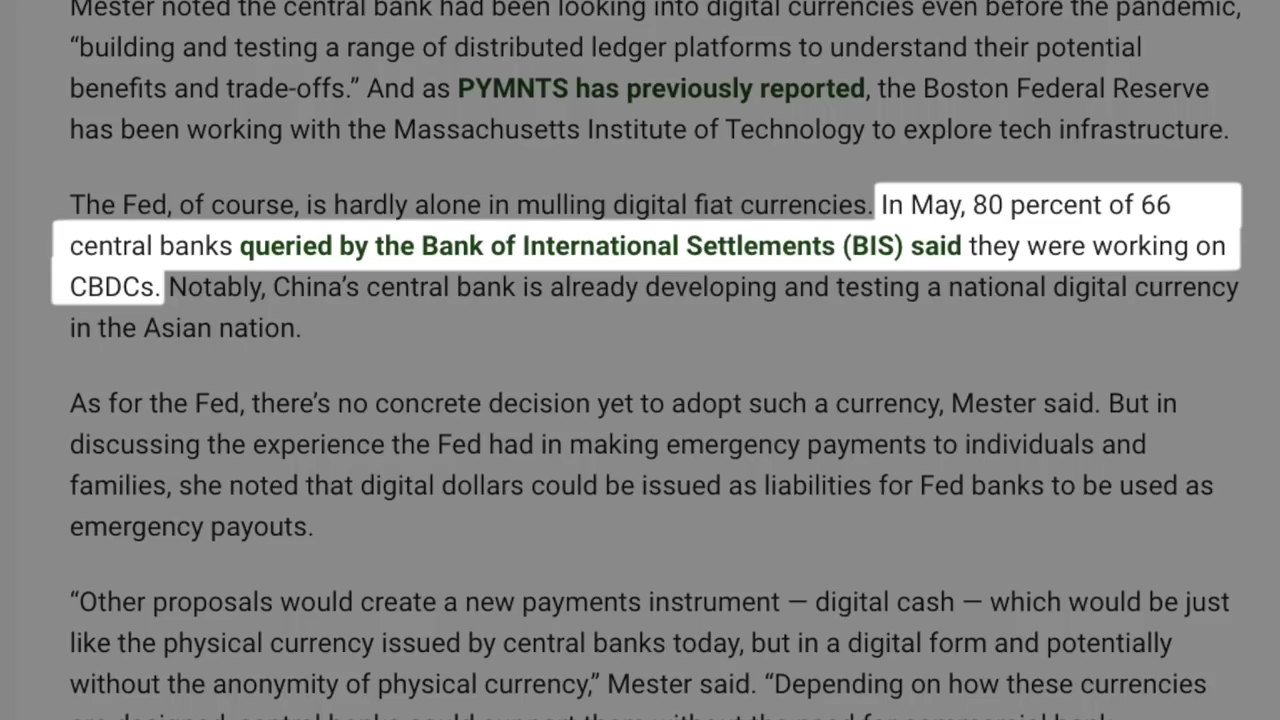 Mester noted the central bank had been looking into digital currencies even before the pandemic,
“building and testing a range of distributed ledger platforms to understand their potential
benefits and trade-offs.” And as PYMNTS has previously reported, the Boston Federal Reserve
has been working with the Massachusetts Institute of Technology to explore tech infrastructure.
The Fed, of course, is hardly alone in mulling digital fiat currencies. In May, 80 percent of 66
central banks queried by the Bank of International Settlements (BIS) said they were working on
CBDCs. Notably, China’s central bank is already developing and testing a national digital currency
in the Asian nation.
As for the Fed, there’s no concrete decision yet to adopt such a currency, Mester said. But in
discussing the experience the Fed had in making emergency payments to individuals and
families, she noted that digital dollars could be issued as liabilities for Fed banks to be used as
emergency payouts.
“Other proposals would create a new payments instrument — digital cash — which would be just
like the physical currency issued by central banks today, but in a digital form and potentially
without the anonymity of physical currency,” Mester said. “Depending on how these currencies